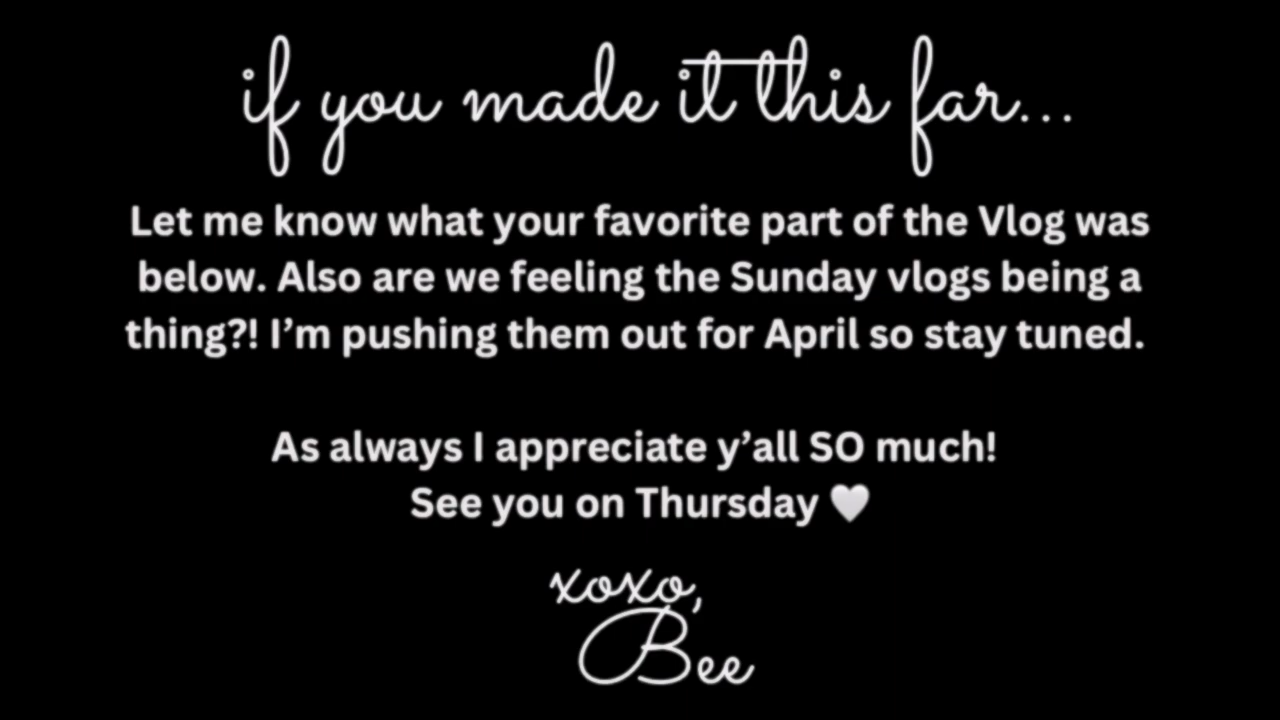 if you made it this far...
Let me know what your favorite part of the Vlog was
below. Also are we feeling the Sunday vlogs being a
thing?! I’m pushing them out for April so stay tuned.
As always I appreciate y’all SO much!
See you on Thursday 🤍
xoxo,
Bee